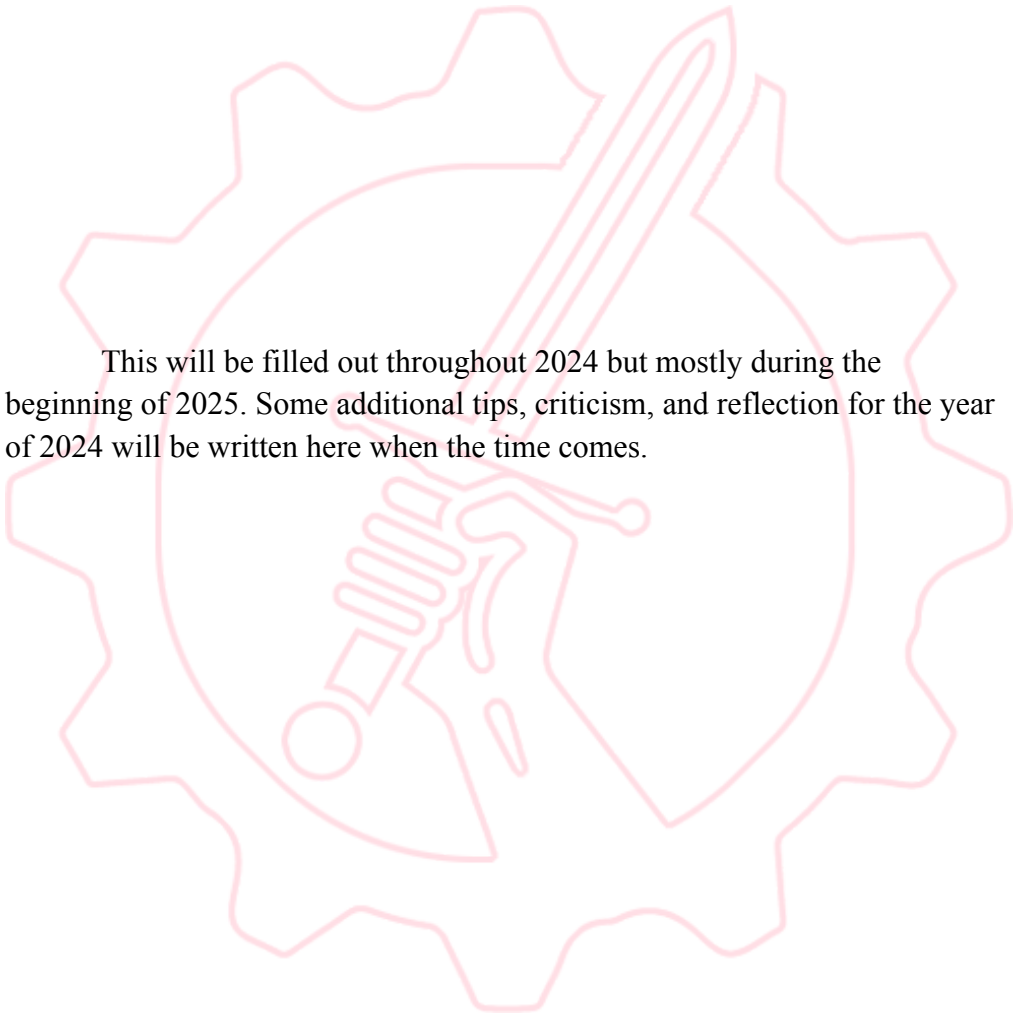 This will be filled out throughout 2024 but mostly during the
beginning of 2025. Some additional tips, criticism, and reflection for the year
of 2024 will be written here when the time comes.